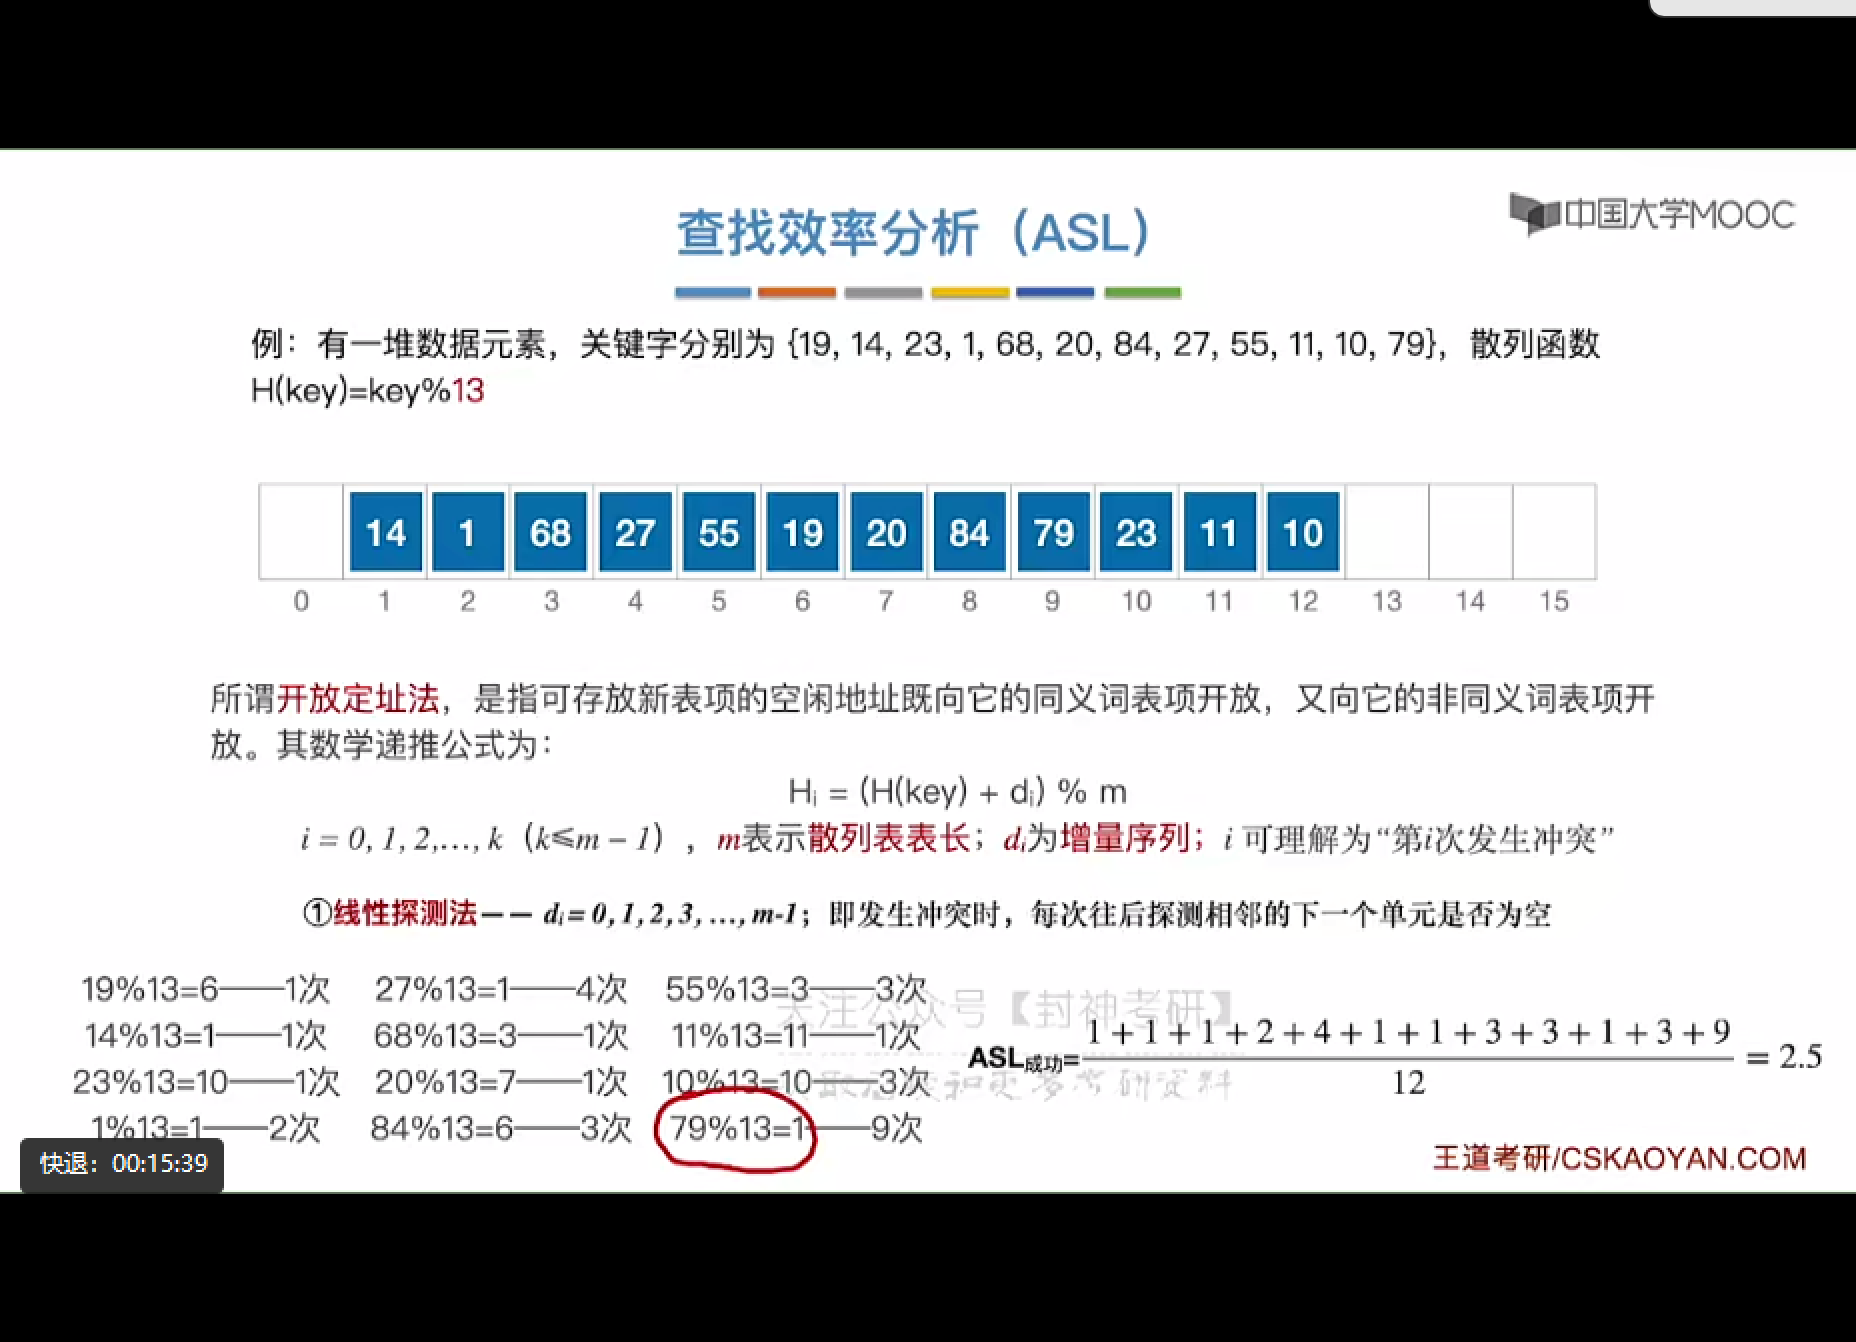 中国大学MOOC
查找效率分析（ASL）
例：有一堆数据元素，关键字分别为 {19, 14, 23, 1, 68, 20, 84, 27, 55, 11, 10, 79}，散列函数
H(key)=key%13
14 1 68 27 55 19 20 84 79 23 11 10
0 1 2 3 4 5 6 7 8 9 10 11 12 13 14 15
所谓开放定址法，是指可存放新表项的空闲地址既向它的同义词表项开放，又向它的非同义词表项开
放。其数学递推公式为：
Hᵢ = (H(key) + dᵢ) % m
i = 0, 1, 2,…, k（k≤m − 1），m表示散列表表长；dᵢ为增量序列；i 可理解为“第i次发生冲突”
①线性探测法—— dᵢ= 0, 1, 2, 3, …, m-1；即发生冲突时，每次往后探测相邻的下一个单元是否为空
19%13=6——1次 27%13=1——4次 55%13=3——3次
关注公众号【封神考研】
14%13=1——1次 68%13=3——1次 11%13=11——1次
23%13=10——1次 20%13=7——1次 10%13=10——3次
1%13=1——2次 84%13=6——3次 79%13=1——9次
ASL成功= 1 + 1 + 1 + 2 + 4 + 1 + 1 + 3 + 3 + 1 + 3 + 9 / 12 = 2.5
王道考研/CSKAOYAN.COM
快退：00:15:39